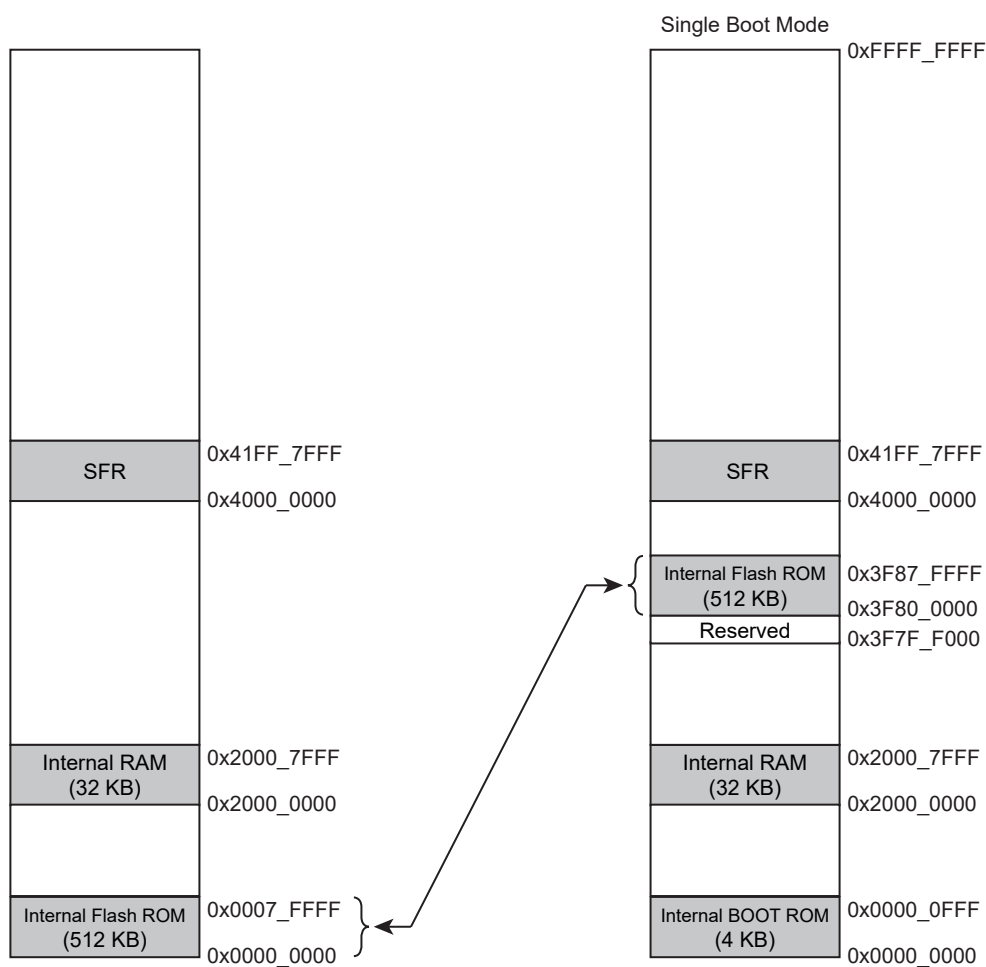 Single Boot Mode
0xFFFF_FFFF
SFR
0x41FF_7FFF
0x4000_0000
Internal RAM
(32 KB)
0x2000_7FFF
0x2000_0000
Internal Flash ROM
(512 KB)
0x0007_FFFF
0x0000_0000
SFR
0x41FF_7FFF
0x4000_0000
Internal Flash ROM
(512 KB)
0x3F87_FFFF
0x3F80_0000
Reserved
0x3F7F_F000
Internal RAM
(32 KB)
0x2000_7FFF
0x2000_0000
Internal BOOT ROM
(4 KB)
0x0000_0FFF
0x0000_0000